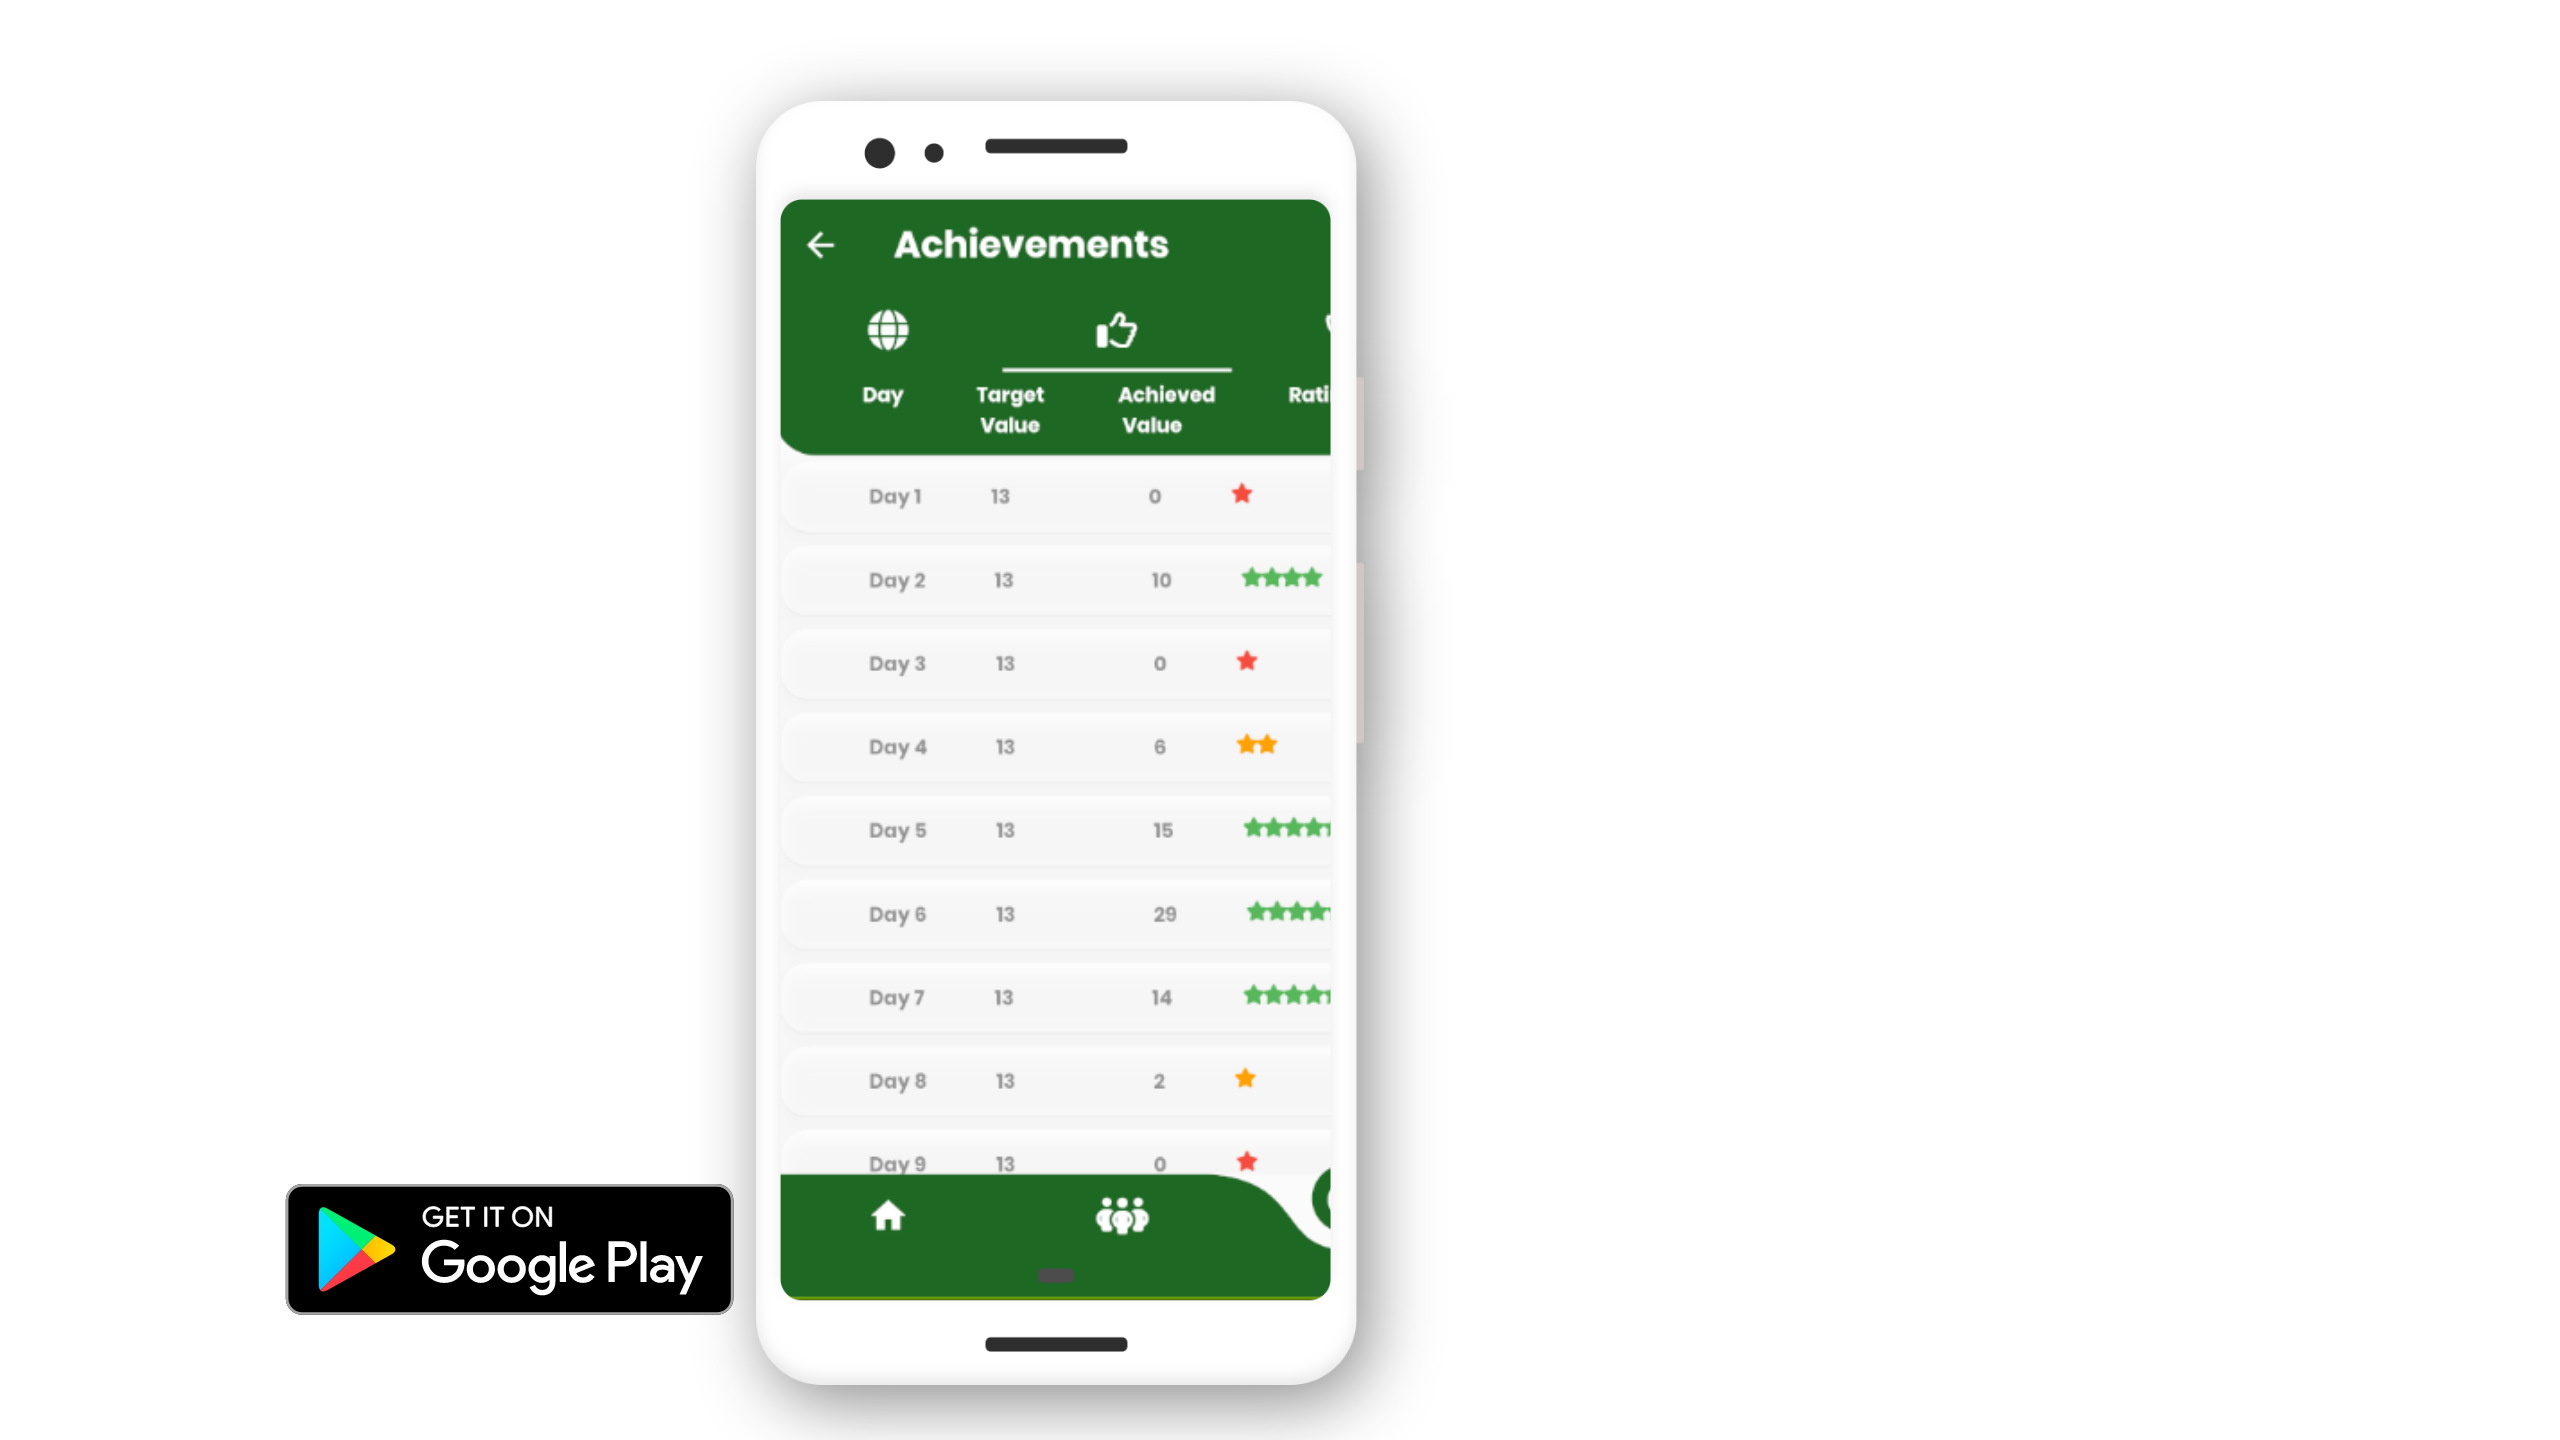 Achievements
Day Target Value Achieved Value
Day 1 13 0
Day 2 13 10
Day 3 13 0
Day 4 13 6
Day 5 13 15
Day 6 13 29
Day 7 13 14
Day 8 13 2
Day 9 13 0
GET IT ON
Google Play